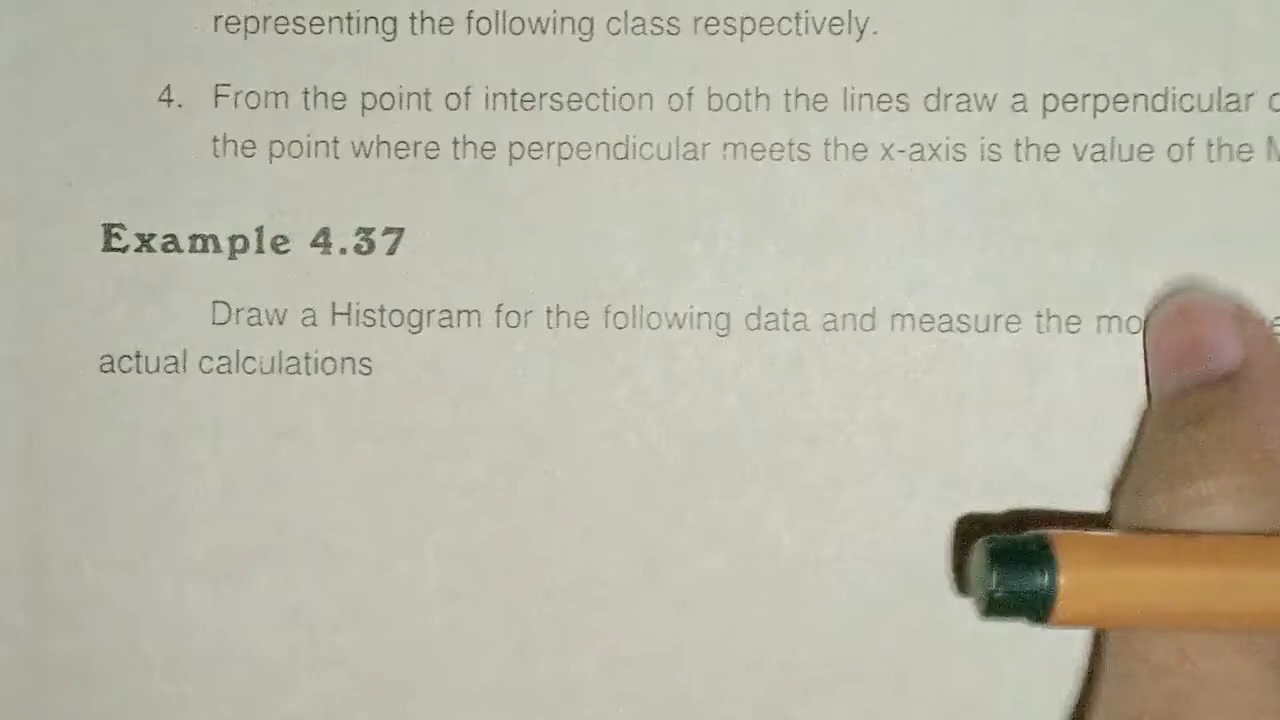 representing the following class respectively.
4. From the point of intersection of both the lines draw a perpendicular
the point where the perpendicular meets the x-axis is the value of the
Example 4.37
Draw a Histogram for the following data and measure the
actual calculations